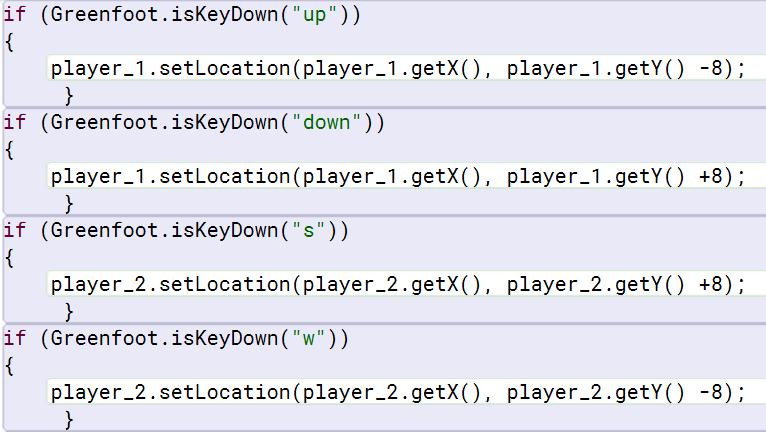 if (Greenfoot.isKeyDown("up"))
{
player_1.setLocation(player_1.getX(), player_1.getY() -8);
}
if (Greenfoot.isKeyDown("down"))
{
player_1.setLocation(player_1.getX(), player_1.getY() +8);
}
if (Greenfoot.isKeyDown("s"))
{
player_2.setLocation(player_2.getX(), player_2.getY() +8);
}
if (Greenfoot.isKeyDown("w"))
{
player_2.setLocation(player_2.getX(), player_2.getY() -8);
}